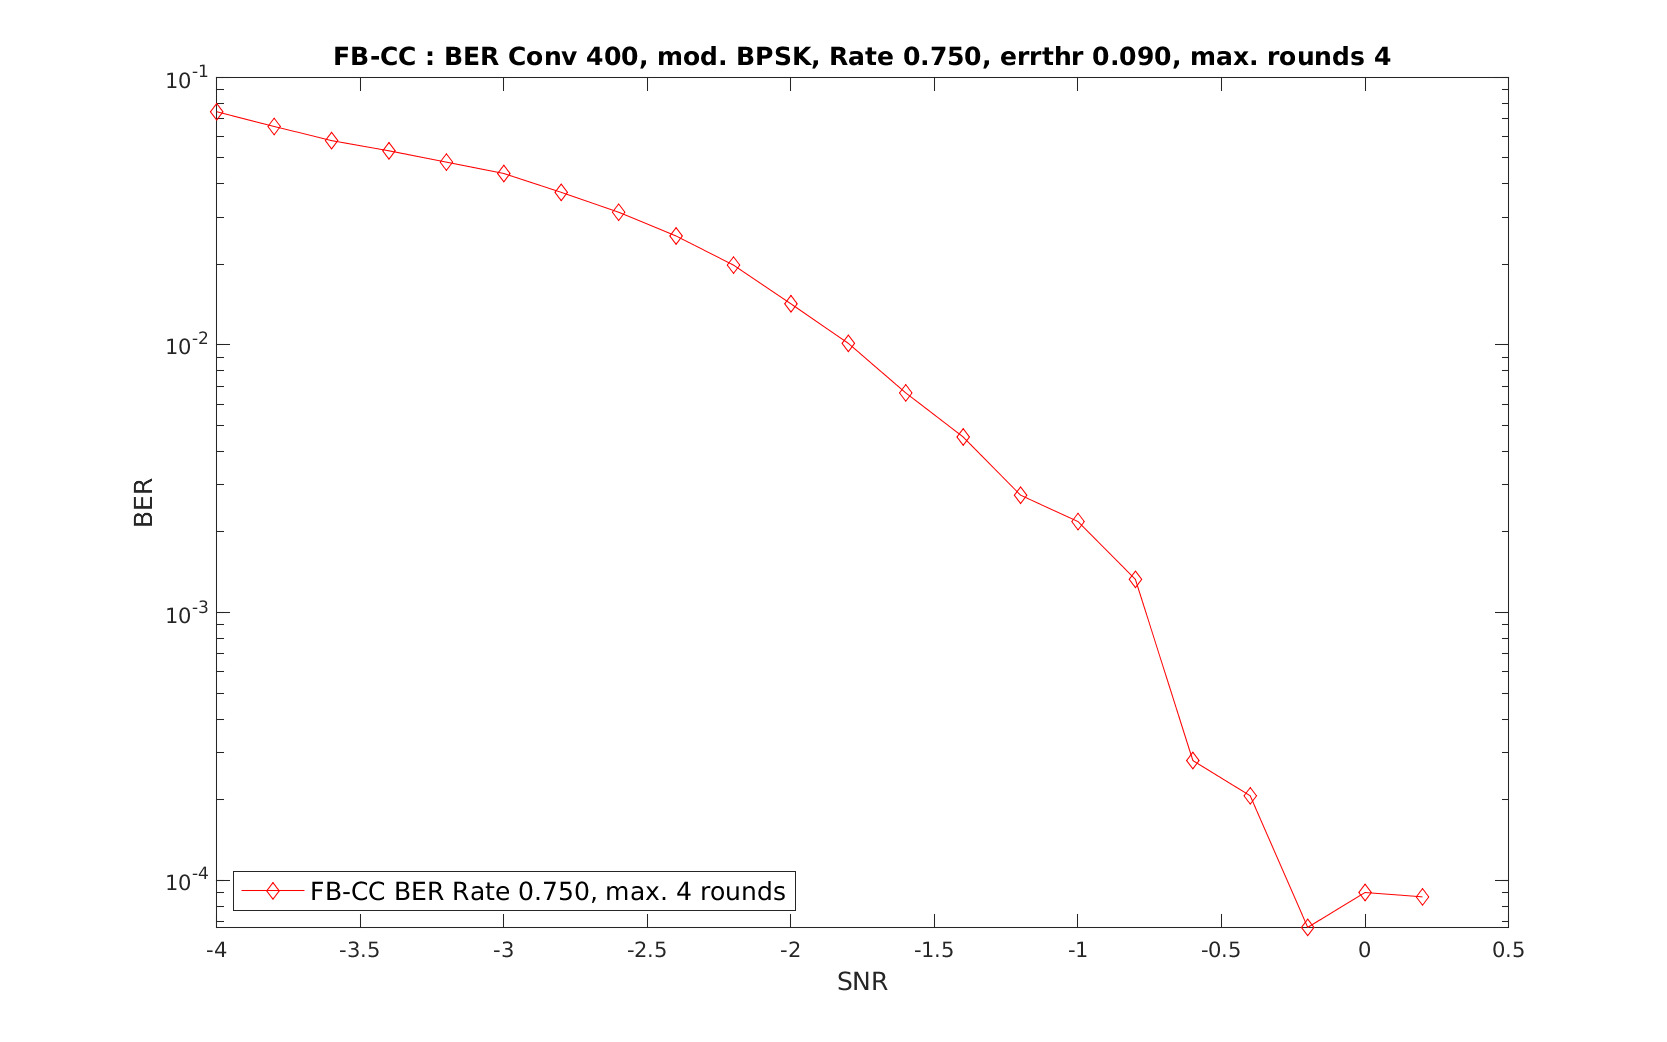 FB-CC : BER Conv 400, mod. BPSK, Rate 0.750, errthr 0.090, max. rounds 4
10^-1
10^-2
10^-3
10^-4
BER
FB-CC BER Rate 0.750, max. 4 rounds
-4 -3.5 -3 -2.5 -2 -1.5 -1 -0.5 0 0.5
SNR